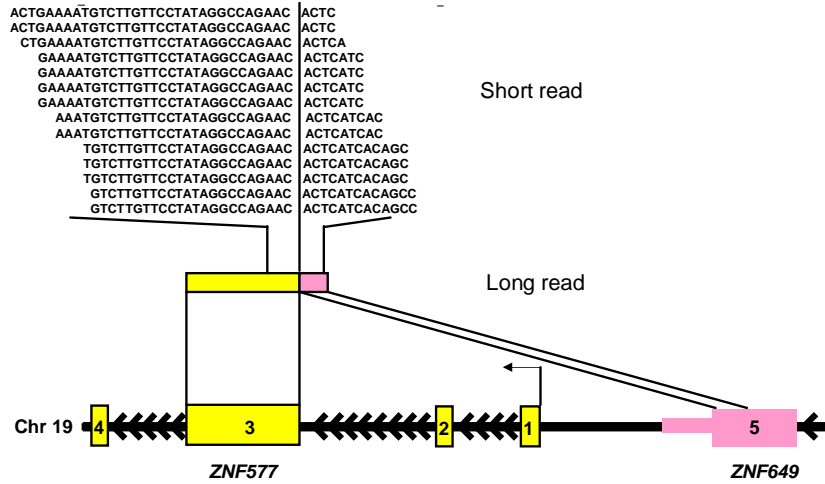 ACTGAAAATGTCTTGTTCCTATAGGCCAGAAC ACTC
ACTGAAAATGTCTTGTTCCTATAGGCCAGAAC ACTC
CTGAAAATGTCTTGTTCCTATAGGCCAGAAC ACTCA
GAAAATGTCTTGTTCCTATAGGCCAGAAC ACTCATC
GAAAATGTCTTGTTCCTATAGGCCAGAAC ACTCATC
GAAAATGTCTTGTTCCTATAGGCCAGAAC ACTCATC
GAAAATGTCTTGTTCCTATAGGCCAGAAC ACTCATC
AAATGTCTTGTTCCTATAGGCCAGAAC ACTCATCAC
AAATGTCTTGTTCCTATAGGCCAGAAC ACTCATCAC
TGTCTTGTTCCTATAGGCCAGAAC ACTCATCACAGC
TGTCTTGTTCCTATAGGCCAGAAC ACTCATCACAGC
TGTCTTGTTCCTATAGGCCAGAAC ACTCATCACAGC
GTCTTGTTCCTATAGGCCAGAAC ACTCATCACAGCC
GTCTTGTTCCTATAGGCCAGAAC ACTCATCACAGCC
Short read
Long read
Chr 19 4 3 2 1 5
ZNF577 ZNF649